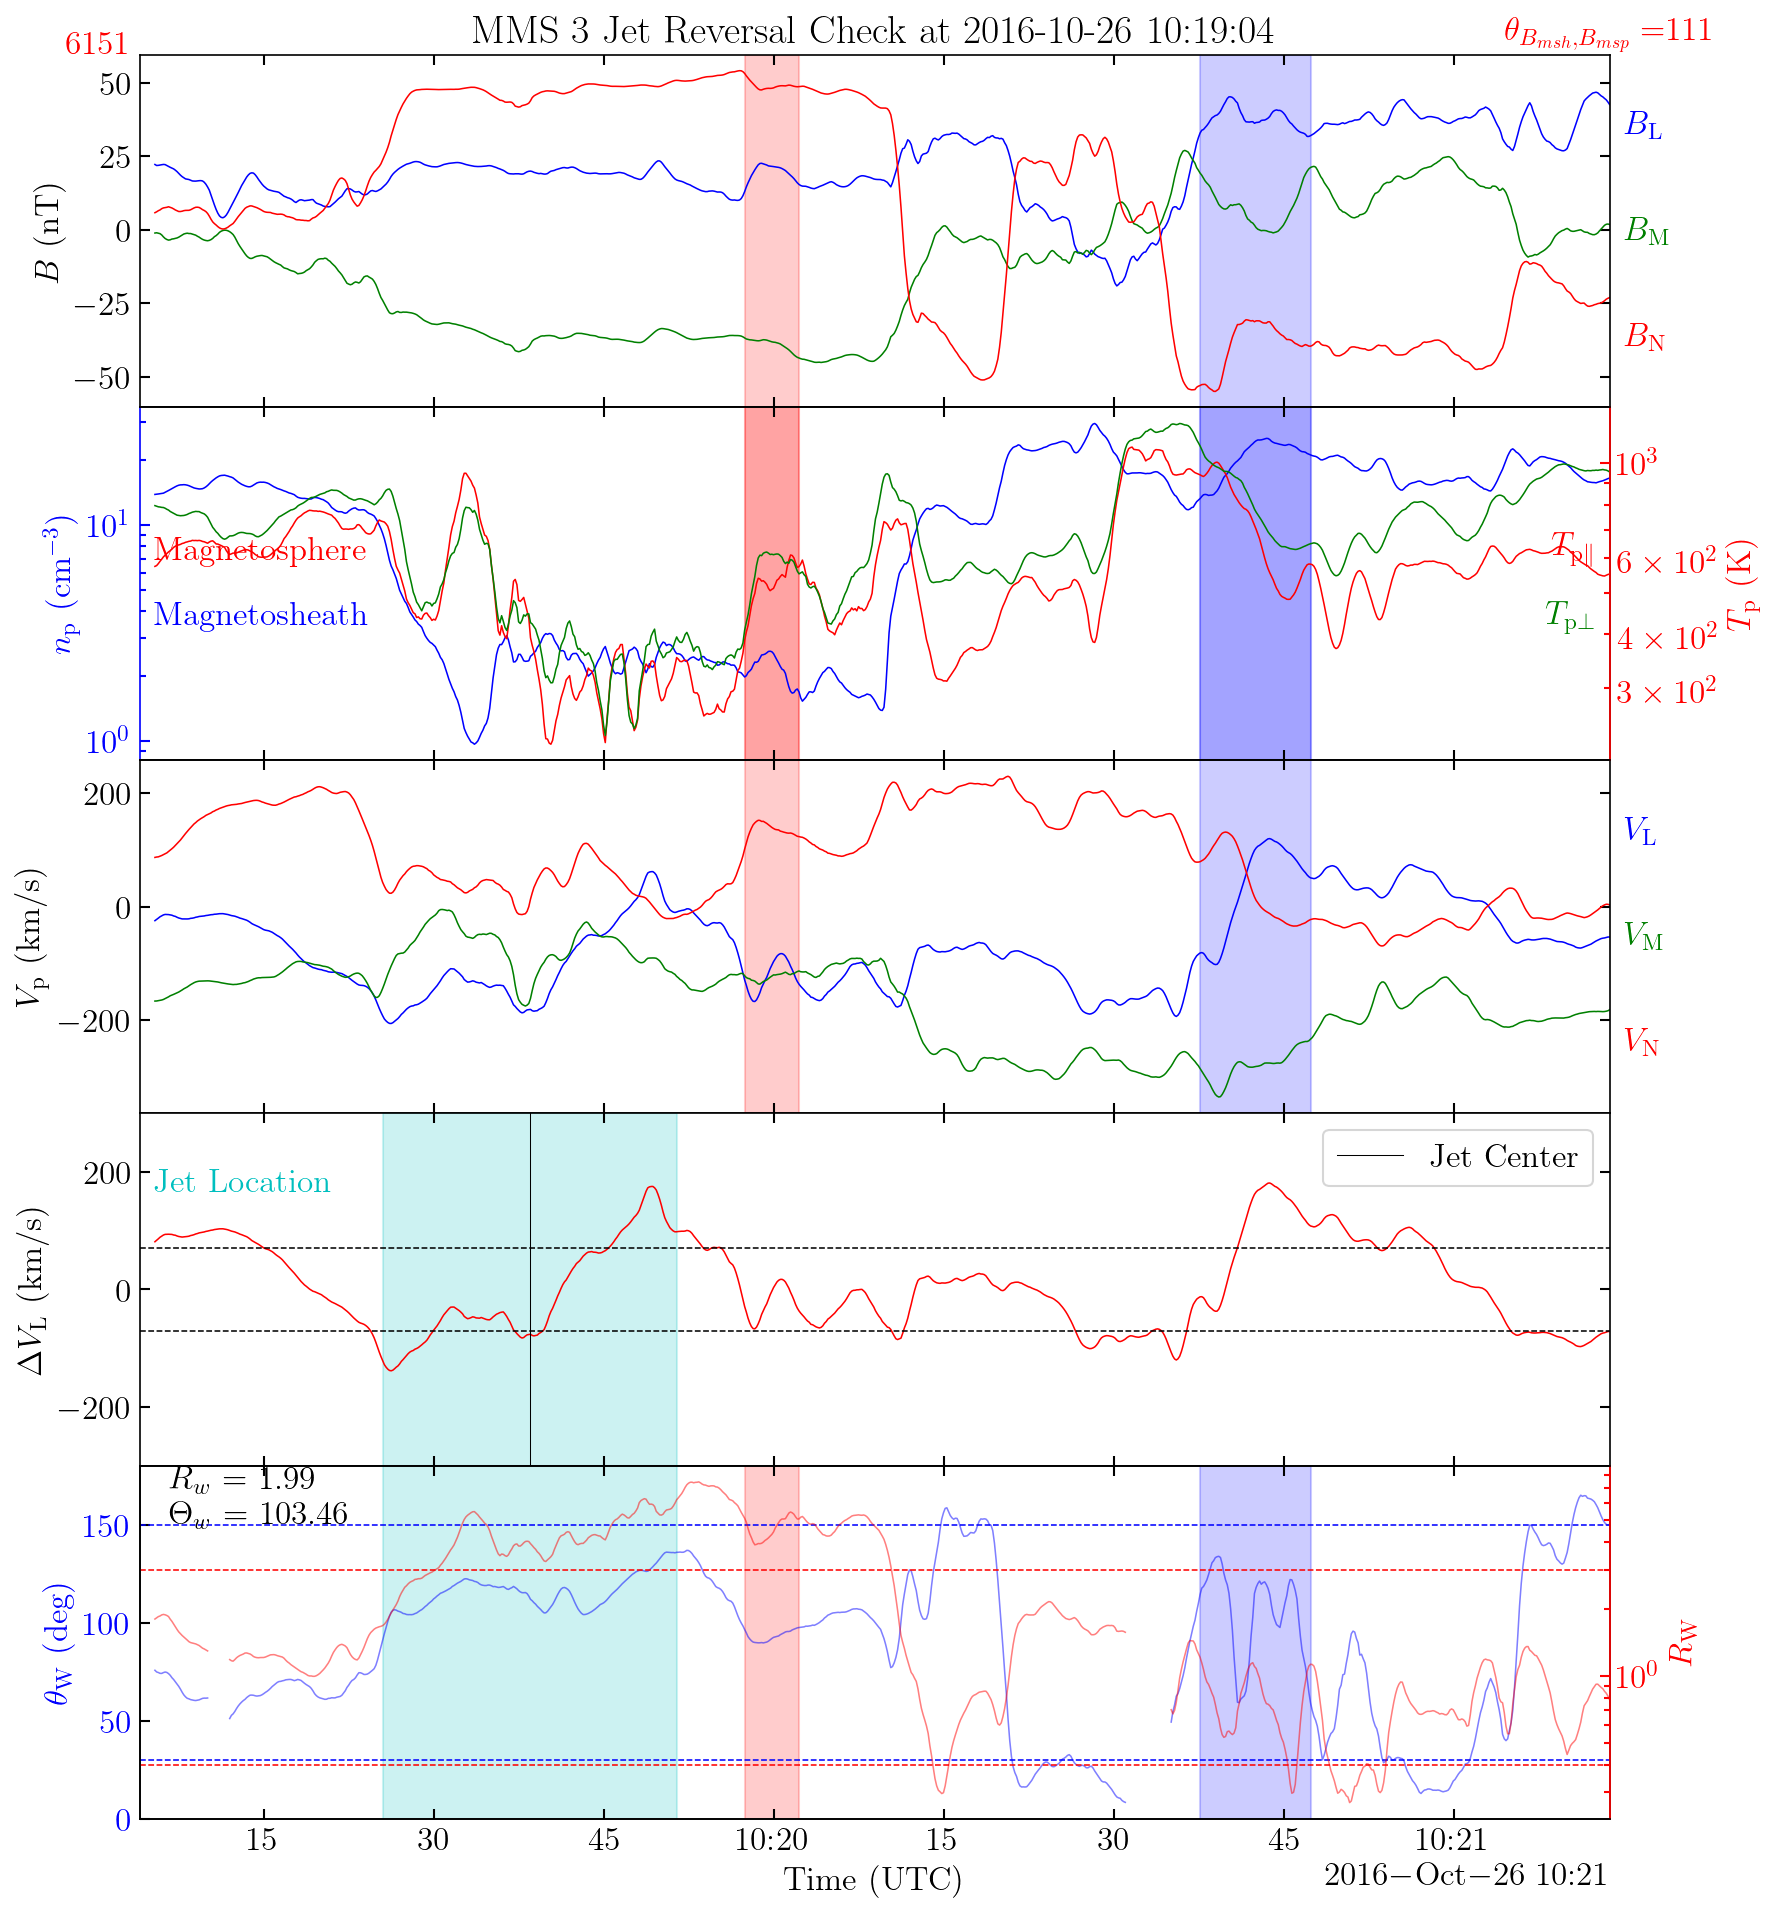 MMS 3 Jet Reversal Check at 2016-10-26 10:19:04
6151
θ_{B_{msh},B_{msp}} =111
50
25
0
−25
−50
B (nT)
B_L
B_M
B_N
10^1
10^0
n_p (cm^{−3})
Magnetosphere
Magnetosheath
T_{p∥}
T_{p⊥}
10^3
6 × 10^2
4 × 10^2
3 × 10^2
T_p (K)
200
0
−200
V_p (km/s)
V_L
V_M
V_N
200
0
−200
ΔV_L (km/s)
Jet Location
Jet Center
R_w = 1.99
Θ_w = 103.46
150
100
50
0
θ_W (deg)
10^0
R_W
15 30 45 10:20 15 30 45 10:21
Time (UTC)
2016−Oct−26 10:21